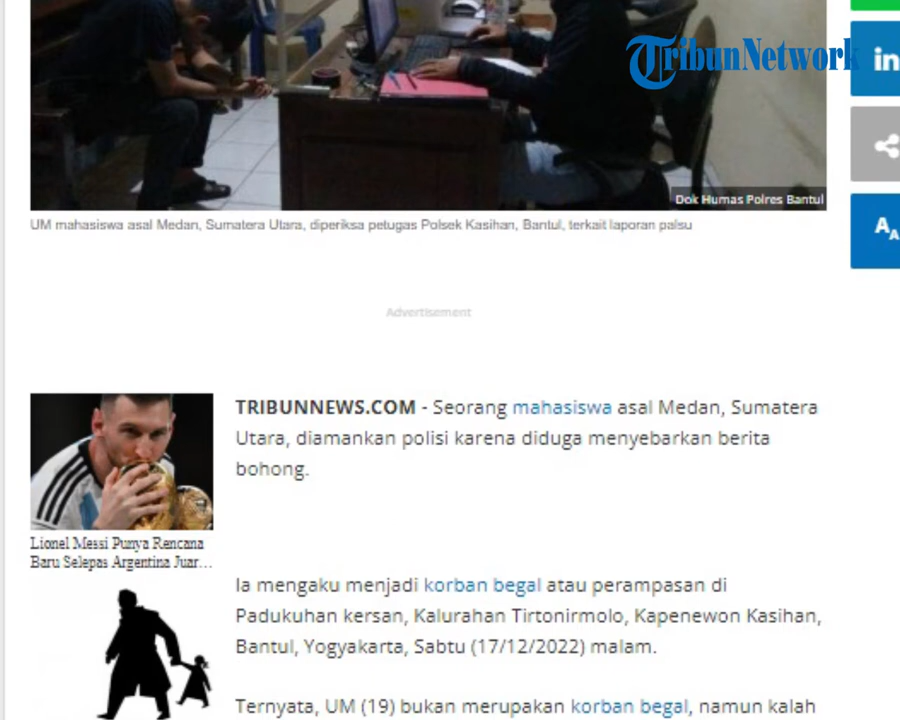 TribunNetwork
in
Dok Humas Polres Bantul
UM mahasiswa asal Medan, Sumatera Utara, diperiksa petugas Polsek Kasihan, Bantul, terkait laporan palsu
AA
Advertisement
TRIBUNNEWS.COM - Seorang mahasiswa asal Medan, Sumatera
Utara, diamankan polisi karena diduga menyebarkan berita
bohong.
Lionel Messi Punya Rencana
Baru Selepas Argentina Juar...
Ia mengaku menjadi korban begal atau perampasan di
Padukuhan kersan, Kalurahan Tirtonirmolo, Kapenewon Kasihan,
Bantul, Yogyakarta, Sabtu (17/12/2022) malam.
Ternyata, UM (19) bukan merupakan korban begal, namun kalah